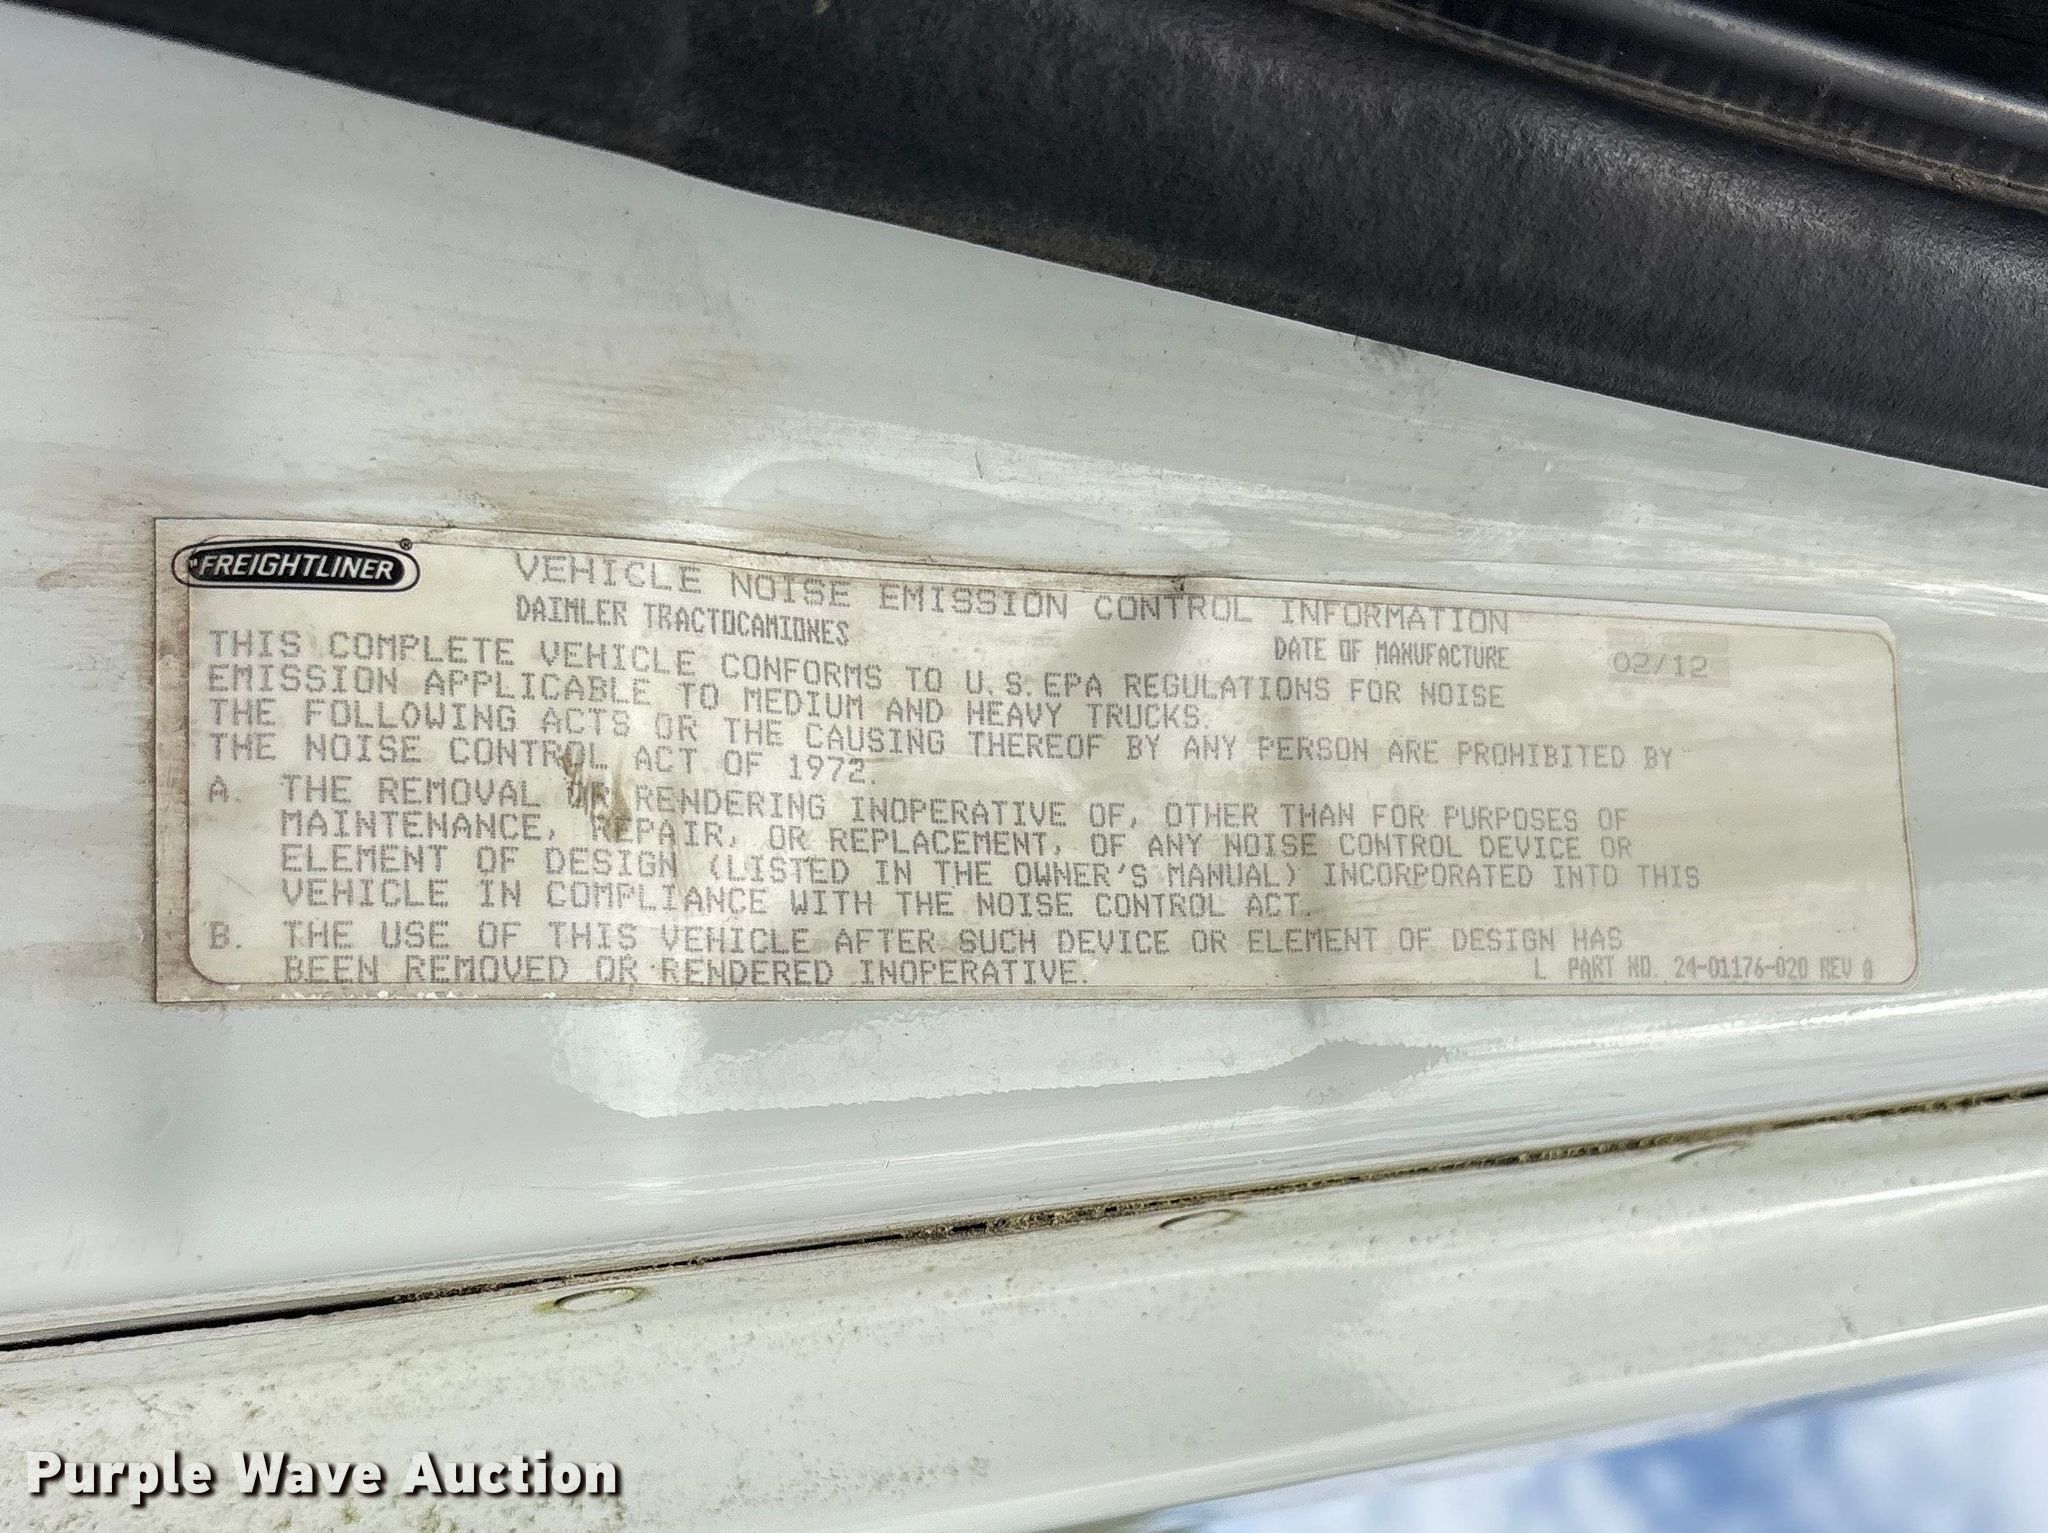 FREIGHTLINER®
VEHICLE NOISE EMISSION CONTROL INFORMATION
DAIMLER TRACTOCAMIONES
DATE OF MANUFACTURE 02/12
THIS COMPLETE VEHICLE CONFORMS TO U.S.EPA REGULATIONS FOR NOISE
EMISSION APPLICABLE TO MEDIUM AND HEAVY TRUCKS.
THE FOLLOWING ACTS OR THE CAUSING THEREOF BY ANY PERSON ARE PROHIBITED BY
THE NOISE CONTROL ACT OF 1972.
A. THE REMOVAL OR RENDERING INOPERATIVE OF, OTHER THAN FOR PURPOSES OF
MAINTENANCE, REPAIR, OR REPLACEMENT, OF ANY NOISE CONTROL DEVICE OR
ELEMENT OF DESIGN (LISTED IN THE OWNER'S MANUAL) INCORPORATED INTO THIS
VEHICLE IN COMPLIANCE WITH THE NOISE CONTROL ACT.
B. THE USE OF THIS VEHICLE AFTER SUCH DEVICE OR ELEMENT OF DESIGN HAS
BEEN REMOVED OR RENDERED INOPERATIVE.
L PART NO. 24-01176-020 REV
Purple Wave Auction